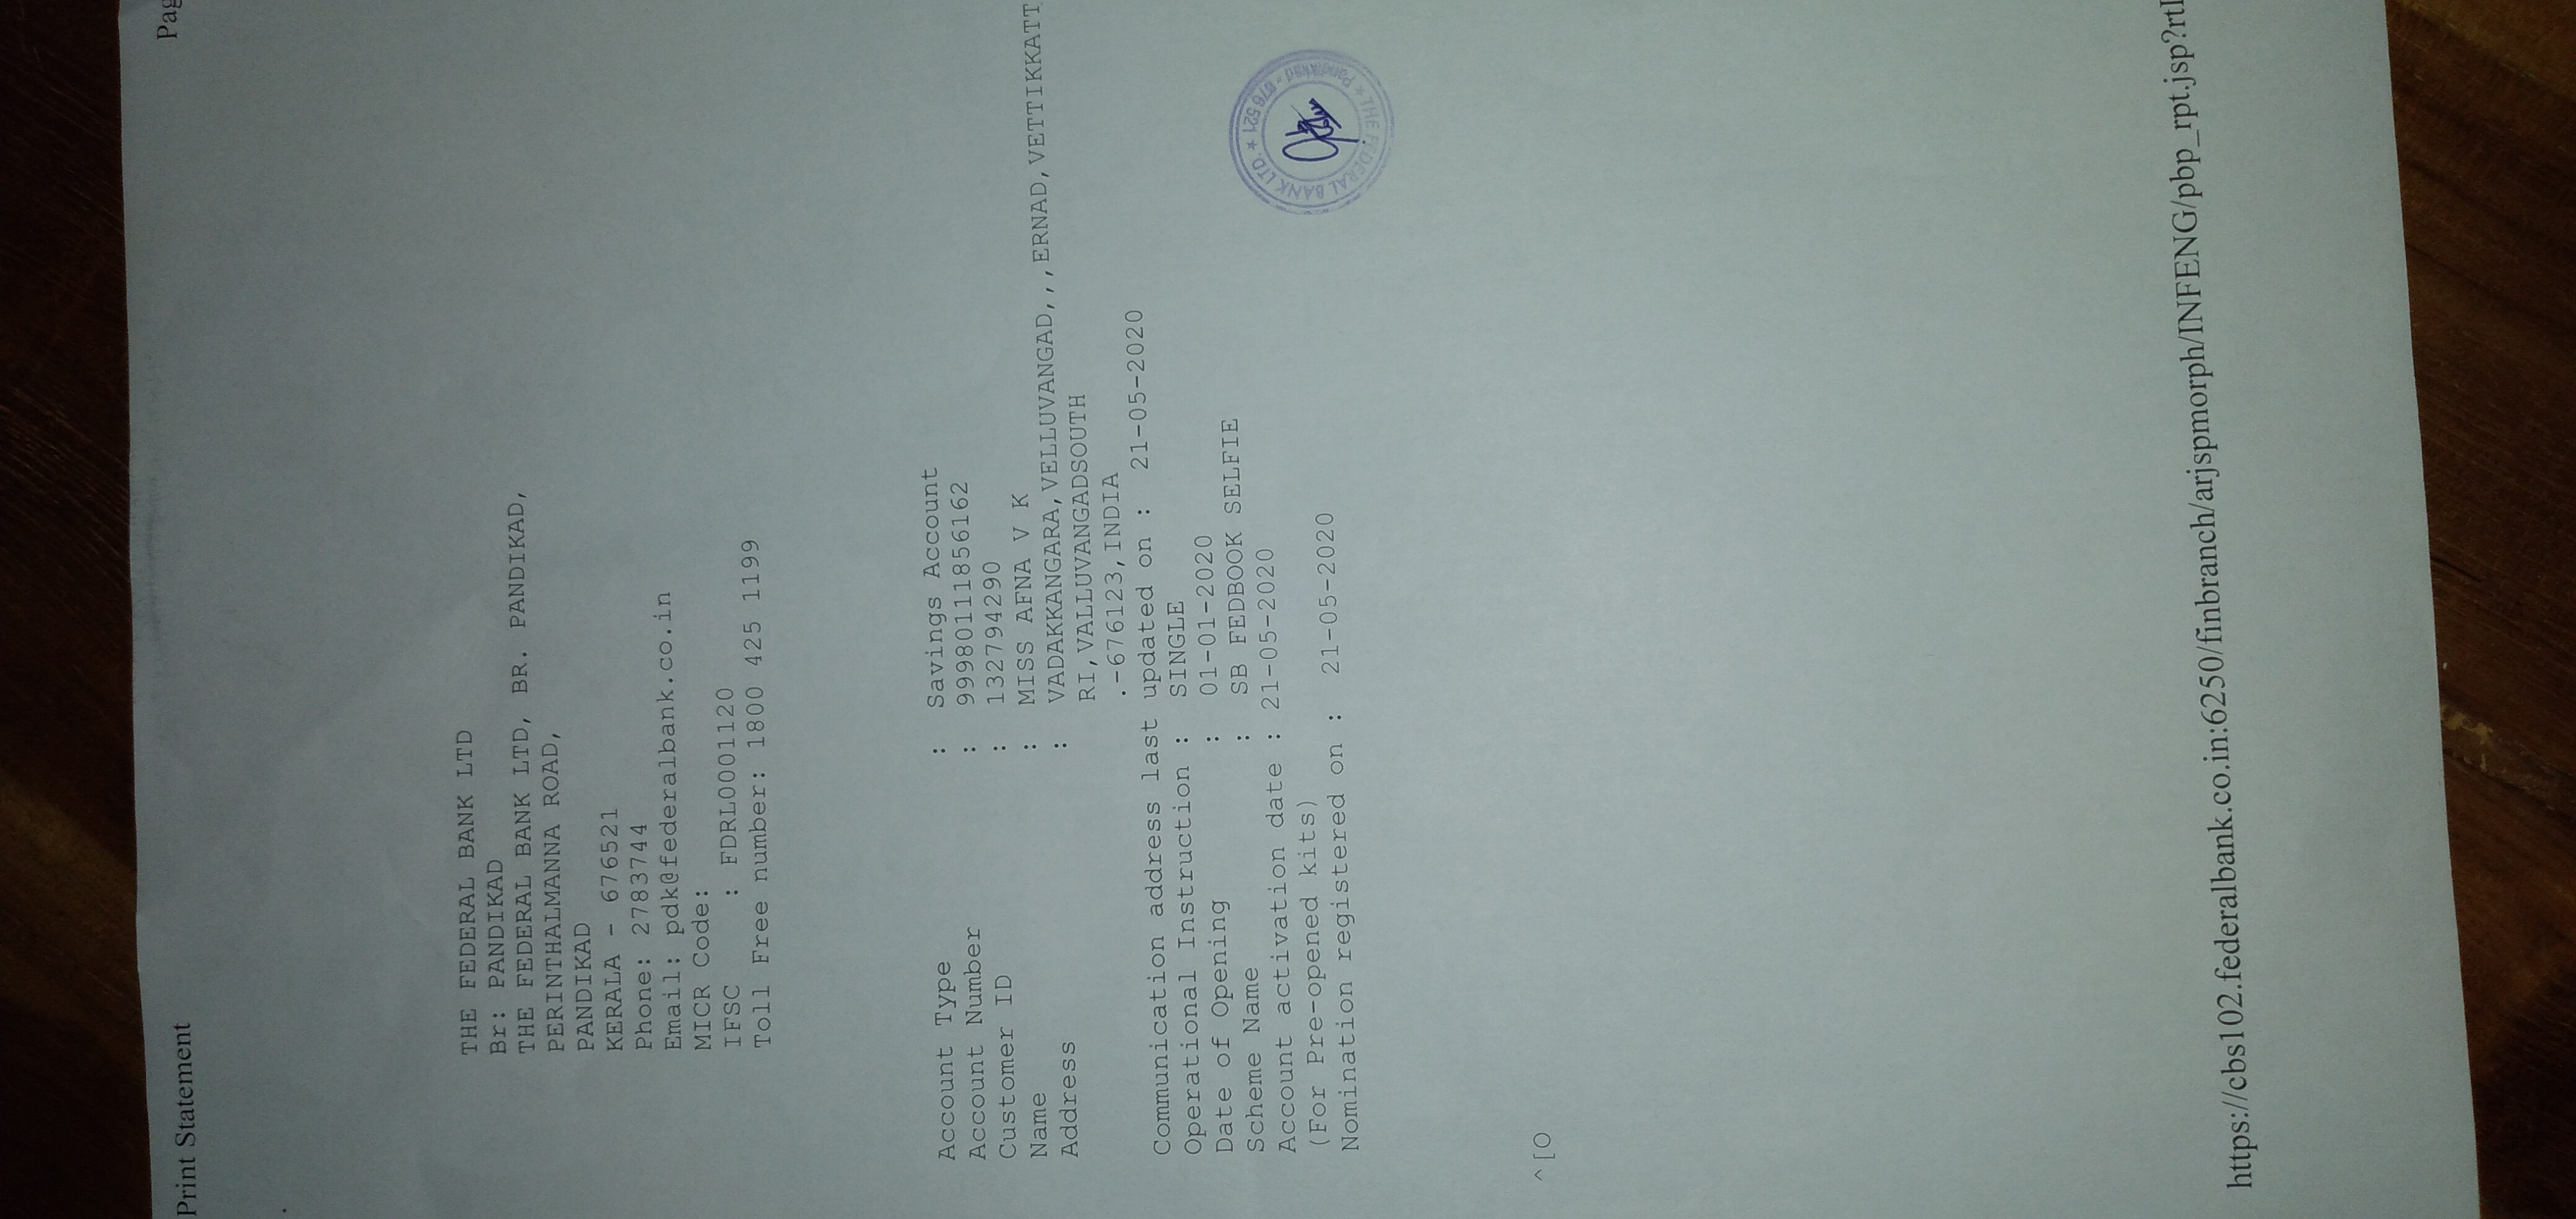 Print Statement
Pag
.
THE FEDERAL BANK LTD
Br: PANDIKAD
THE FEDERAL BANK LTD, BR. PANDIKAD,
PERINTHALMANNA ROAD,
PANDIKAD
KERALA - 676521
Phone: 2783744
Email: pdk@federalbank.co.in
MICR Code:
IFSC : FDRL0001120
Toll Free number: 1800 425 1199
Account Type : Savings Account
Account Number : 99980111856162
Customer ID : 132794290
Name : MISS AFNA V K
Address : VADAKKANGARA,VELLUVANGAD,,,ERNAD,VETTIKKATT
RI,VALLUVANGADSOUTH
.-676123,INDIA
Communication address last updated on : 21-05-2020
Operational Instruction : SINGLE
Date of Opening : 01-01-2020
Scheme Name : SB FEDBOOK SELFIE
Account activation date : 21-05-2020
(For Pre-opened kits)
Nomination registered on : 21-05-2020
★ THE FEDERAL BANK LTD. ★ Pandikkad - 676 521
^[O
https://cbs102.federalbank.co.in:6250/finbranch/arjspmorph/INFENG/pbp_rpt.jsp?rtI